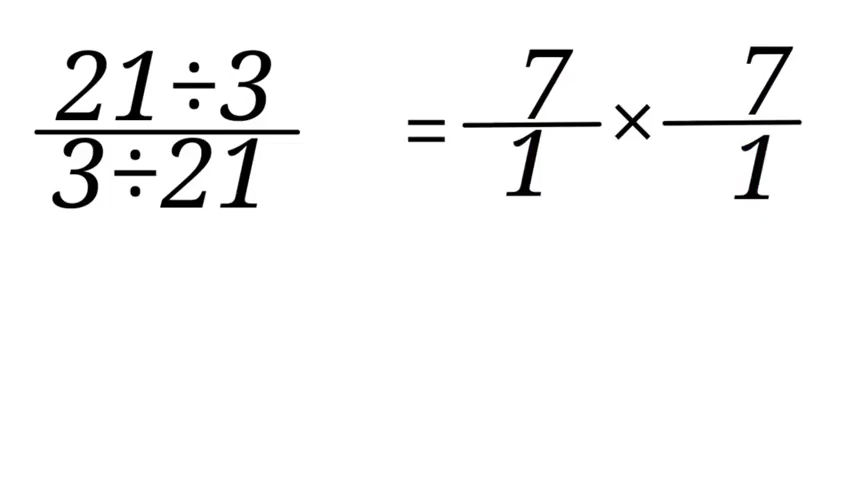 21÷3
3÷21
= 7/1 × 7/1